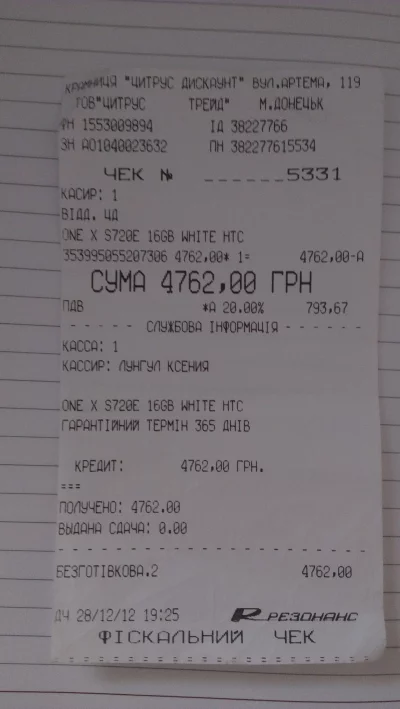 КРАМНИЦЯ "ЦИТРУС ДИСКАУНТ" ВУЛ.АРТЕМА, 119
ТОВ"ЦИТРУС ТРЕЙД" М.ДОНЕЦЬК
ФН 1553009894 ІД 38227766
ЗН АО1040023632 ПН 382277615534
ЧЕК № ______5331
КАСИР: 1
ВІДД. ЧД
ONE X S720E 16GB WHITE HTC
353995055207306 4762,00* 1= 4762,00-А
СУМА 4762,00 ГРН
ПДВ *А 20.00% 793,67
- - - - - СЛУЖБОВА ІНФОРМАЦІЯ - - - - - -
КАССА: 1
КАССИР: ЛУНГУЛ КСЕНИЯ
ONE X S720E 16GB WHITE HTC
ГАРАНТІЙНИЙ ТЕРМІН 365 ДНІВ
КРЕДИТ: 4762,00 ГРН.
===
ПОЛУЧЕНО: 4762.00
ВЫДАНА СДАЧА: 0.00
БЕЗГОТІВКОВА.2 4762,00
ДЧ 28/12/12 19:25 РЕЗОНАНС
ФІСКАЛЬНИЙ ЧЕК